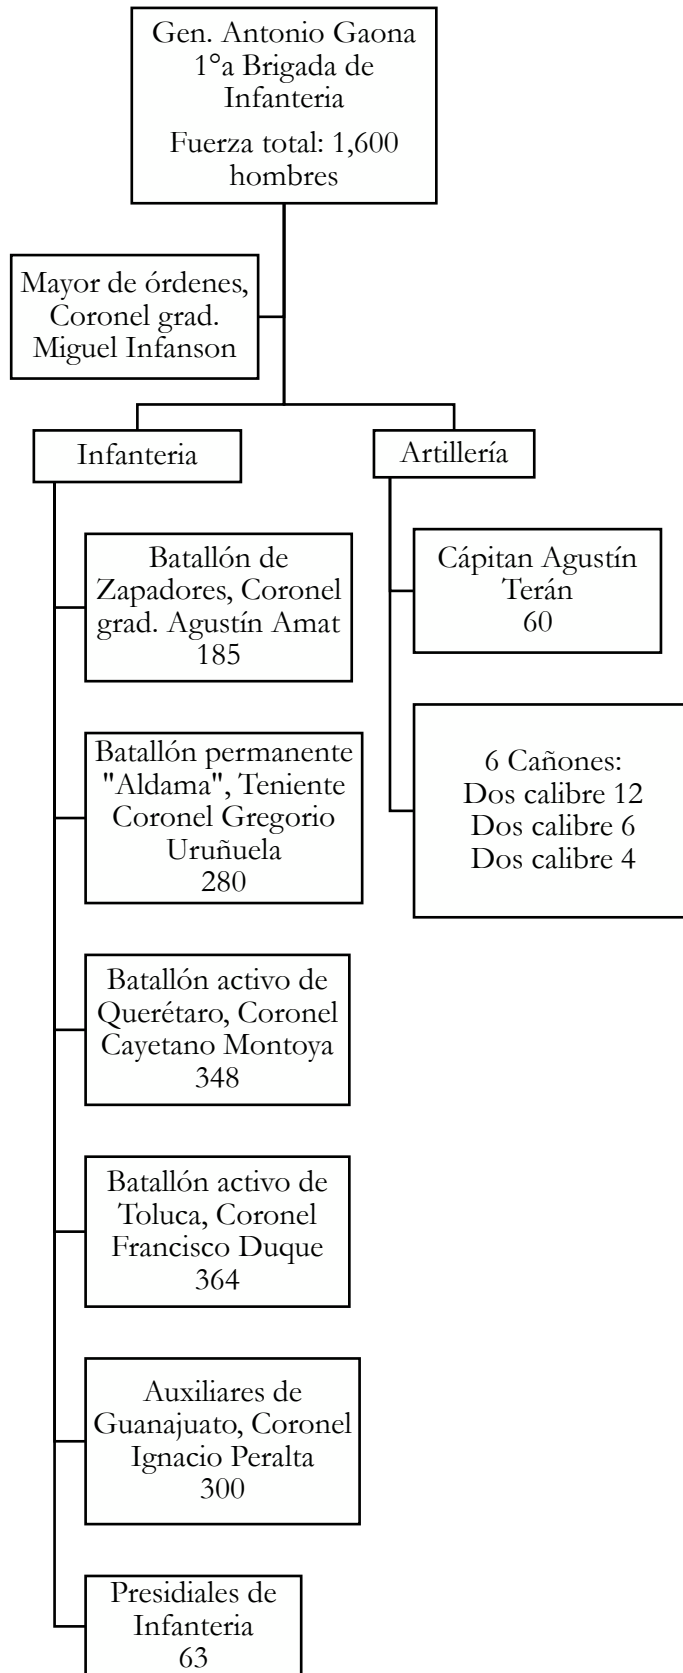 Gen. Antonio Gaona
1°a Brigada de
Infanteria
Fuerza total: 1,600
hombres
Mayor de órdenes,
Coronel grad.
Miguel Infanson
Infanteria
Artillería
Batallón de
Zapadores, Coronel
grad. Agustín Amat
185
Batallón permanente
"Aldama", Teniente
Coronel Gregorio
Uruñuela
280
Batallón activo de
Querétaro, Coronel
Cayetano Montoya
348
Batallón activo de
Toluca, Coronel
Francisco Duque
364
Auxiliares de
Guanajuato, Coronel
Ignacio Peralta
300
Presidiales de
Infanteria
63
Cápitan Agustín
Terán
60
6 Cañones:
Dos calibre 12
Dos calibre 6
Dos calibre 4